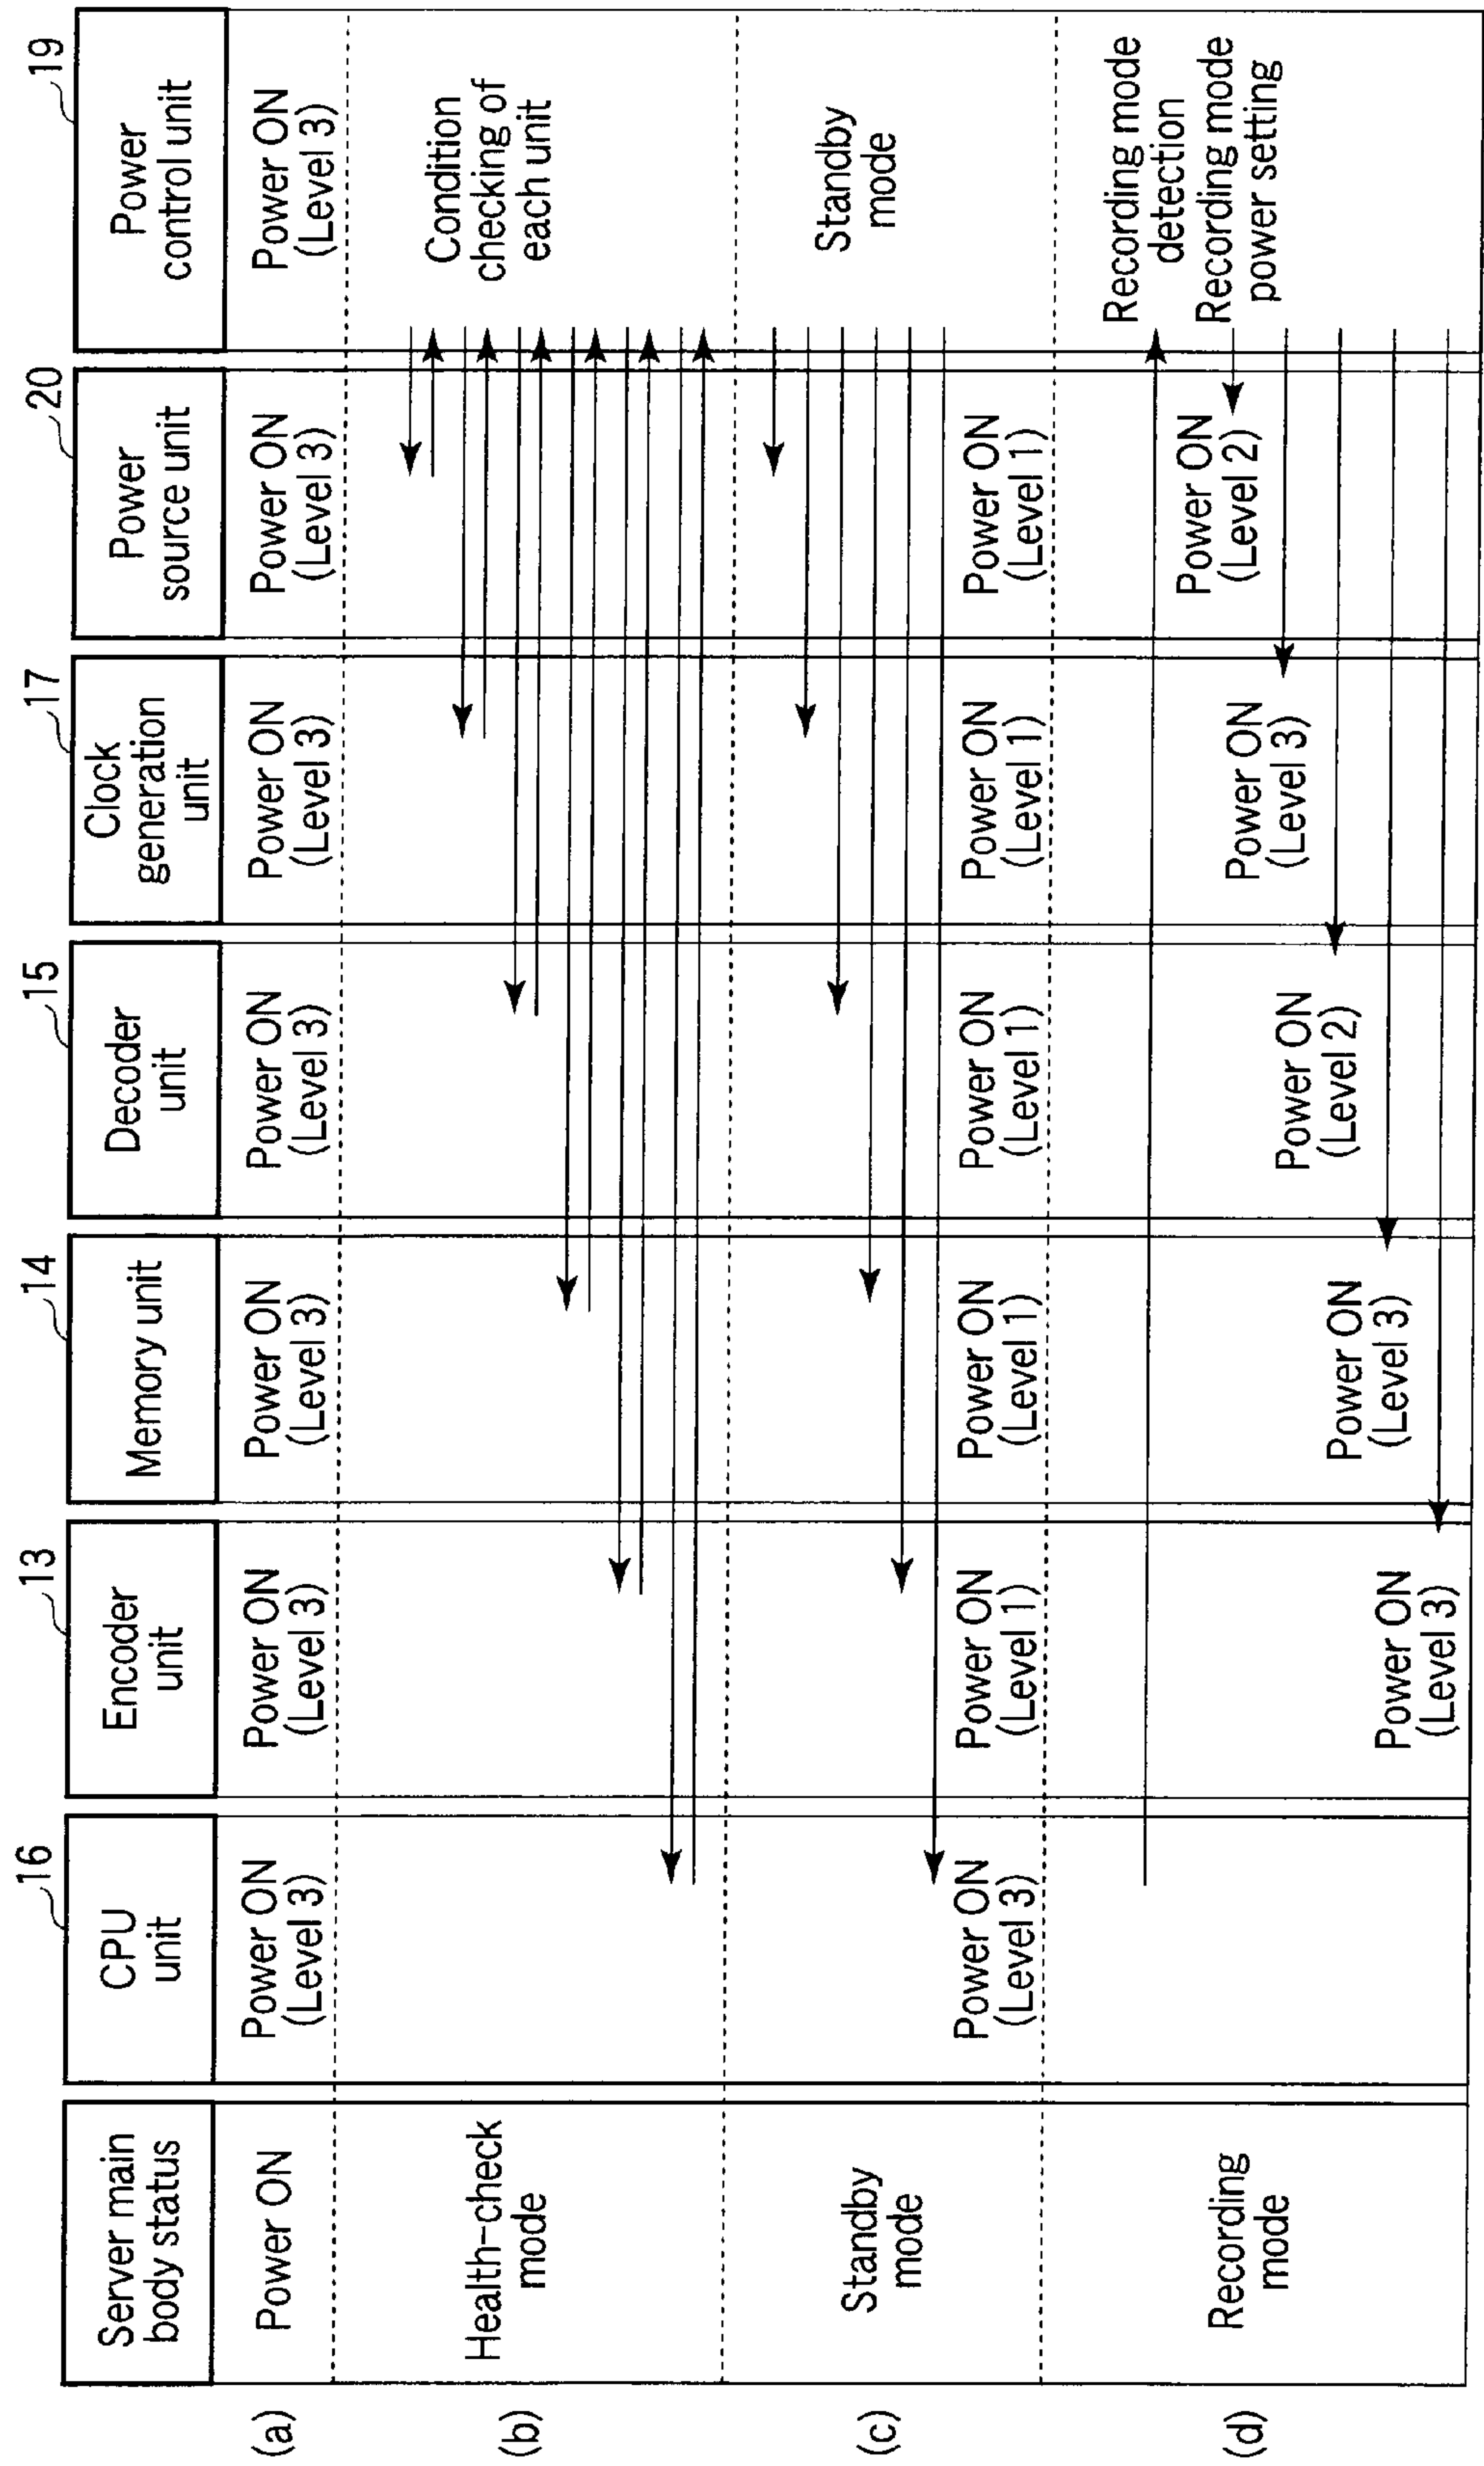 16
13
14
15
17
20
19
Server main
body status
CPU
unit
Encoder
unit
Memory unit
Decoder
unit
Clock
generation
unit
Power
source unit
Power
control unit
(a)
Power ON
Power ON
(Level 3)
Power ON
(Level 3)
Power ON
(Level 3)
Power ON
(Level 3)
Power ON
(Level 3)
Power ON
(Level 3)
Power ON
(Level 3)
(b)
Health-check
mode
Condition
checking of
each unit
(c)
Standby
mode
Standby
mode
Power ON
(Level 3)
Power ON
(Level 1)
Power ON
(Level 1)
Power ON
(Level 1)
Power ON
(Level 1)
Power ON
(Level 1)
(d)
Recording
mode
Recording mode
detection
Recording mode
power setting
Power ON
(Level 2)
Power ON
(Level 3)
Power ON
(Level 2)
Power ON
(Level 3)
Power ON
(Level 3)